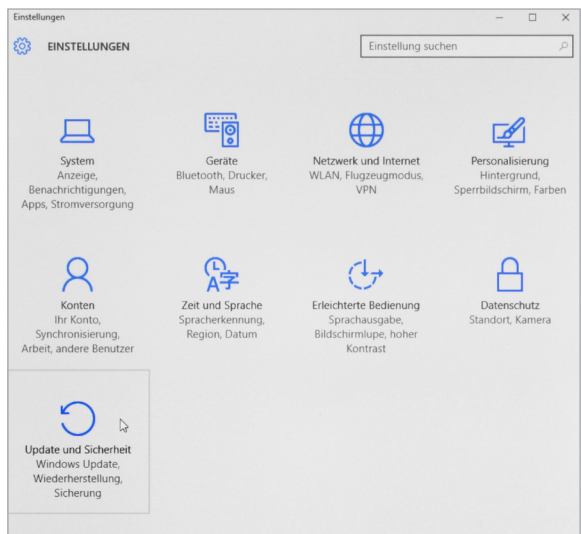 Einstellungen
EINSTELLUNGEN
Einstellung suchen
System
Anzeige,
Benachrichtigungen,
Apps, Stromversorgung
Geräte
Bluetooth, Drucker,
Maus
Netzwerk und Internet
WLAN, Flugzeugmodus,
VPN
Personalisierung
Hintergrund,
Sperrbildschirm, Farben
Konten
Ihr Konto,
Synchronisierung,
Arbeit, andere Benutzer
A字
Zeit und Sprache
Spracherkennung,
Region, Datum
Erleichterte Bedienung
Sprachausgabe,
Bildschirmlupe, hoher
Kontrast
Datenschutz
Standort, Kamera
Update und Sicherheit
Windows Update,
Wiederherstellung,
Sicherung